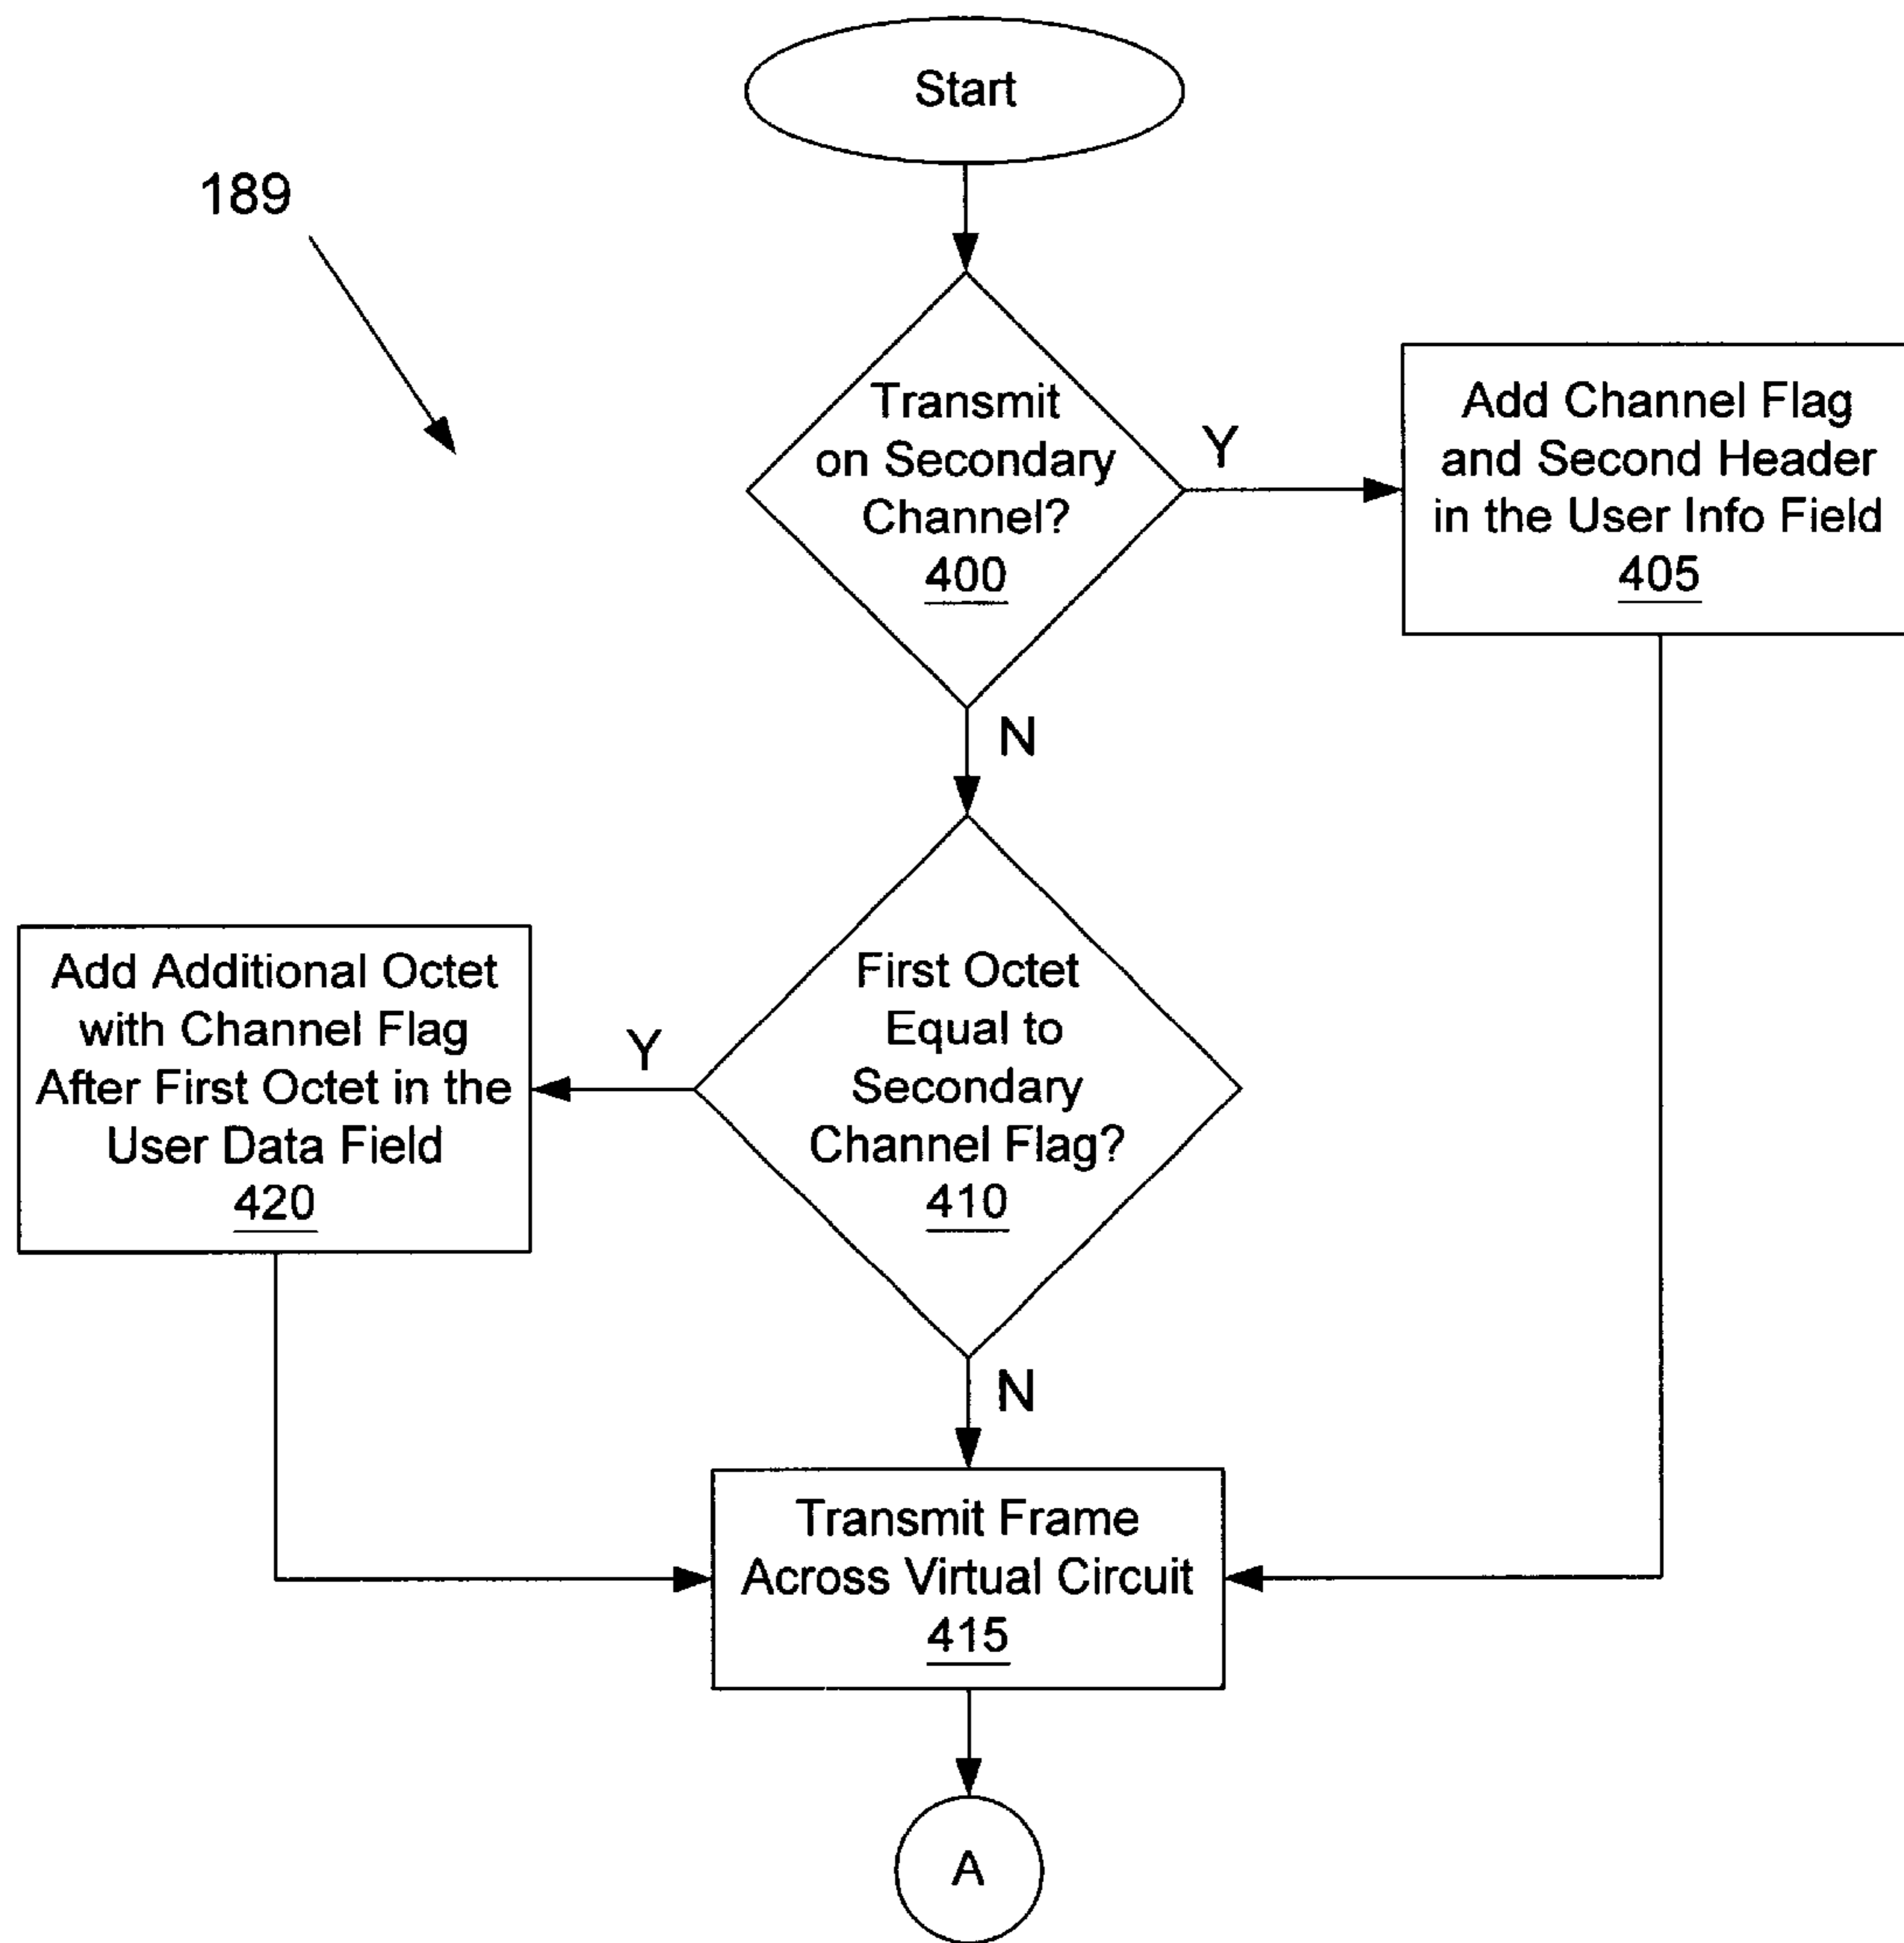 Start
189
Transmit
on Secondary
Channel?
400
Y
Add Channel Flag
and Second Header
in the User Info Field
405
N
First Octet
Equal to
Secondary
Channel Flag?
410
Y
Add Additional Octet
with Channel Flag
After First Octet in the
User Data Field
420
N
Transmit Frame
Across Virtual Circuit
415
A